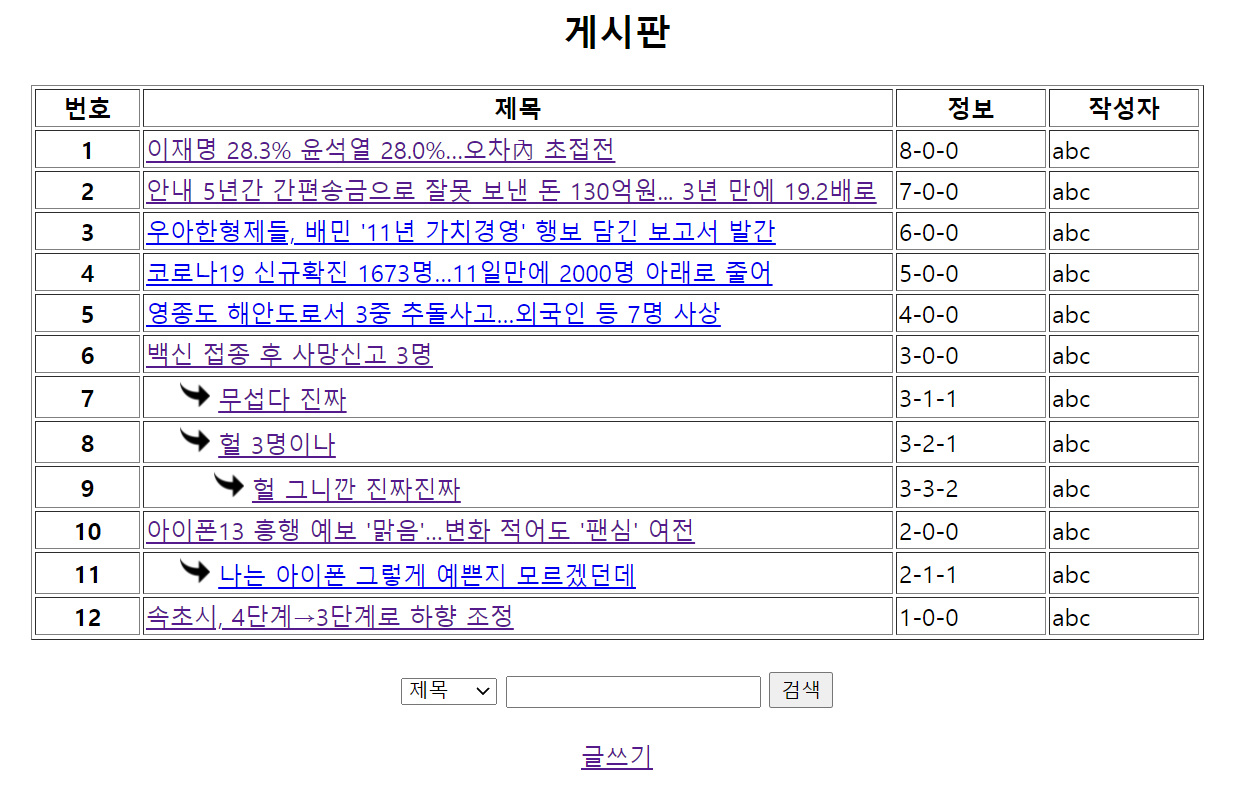 게시판
번호 제목 정보 작성자
1 이재명 28.3% 윤석열 28.0%...오차內 초접전 8-0-0 abc
2 안내 5년간 간편송금으로 잘못 보낸 돈 130억원... 3년 만에 19.2배로 7-0-0 abc
3 우아한형제들, 배민 '11년 가치경영' 행보 담긴 보고서 발간 6-0-0 abc
4 코로나19 신규확진 1673명...11일만에 2000명 아래로 줄어 5-0-0 abc
5 영종도 해안도로서 3중 추돌사고...외국인 등 7명 사상 4-0-0 abc
6 백신 접종 후 사망신고 3명 3-0-0 abc
7 무섭다 진짜 3-1-1 abc
8 헐 3명이나 3-2-1 abc
9 헐 그니깐 진짜진짜 3-3-2 abc
10 아이폰13 흥행 예보 '맑음'...변화 적어도 '팬심' 여전 2-0-0 abc
11 나는 아이폰 그렇게 예쁜지 모르겠던데 2-1-1 abc
12 속초시, 4단계→3단계로 하향 조정 1-0-0 abc
제목 검색
글쓰기